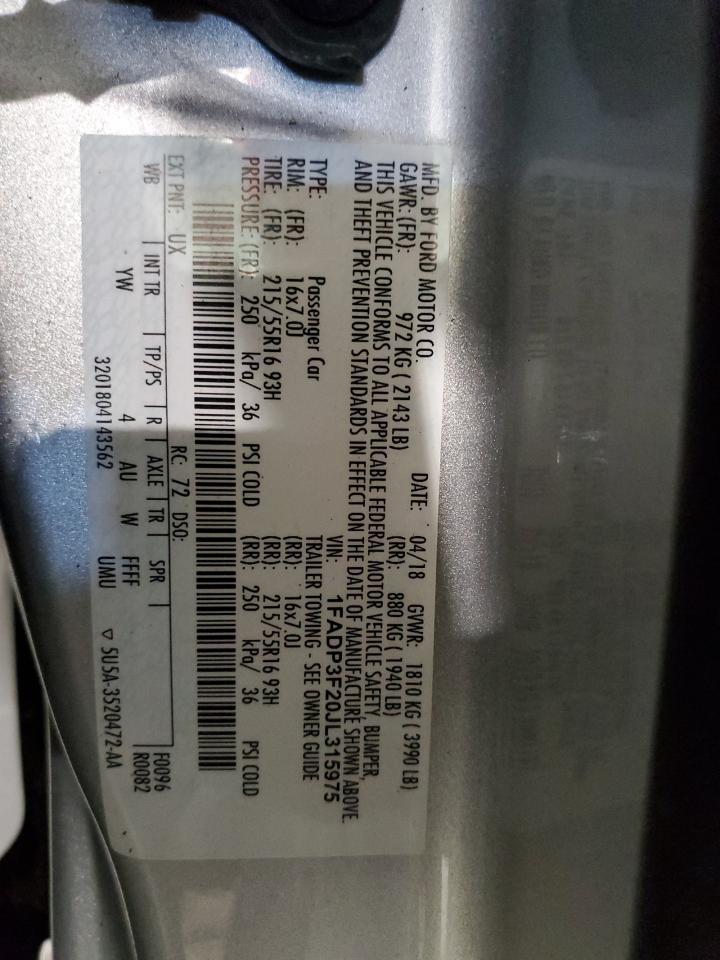 MFD. BY FORD MOTOR CO.
DATE: 04/18 GVWR: 1810 KG ( 3990 LB)
GAWR: (FR): 972 KG ( 2143 LB) (RR): 880 KG ( 1940 LB)
THIS VEHICLE CONFORMS TO ALL APPLICABLE FEDERAL MOTOR VEHICLE SAFETY, BUMPER,
AND THEFT PREVENTION STANDARDS IN EFFECT ON THE DATE OF MANUFACTURE SHOWN ABOVE.
VIN: 1FADP3F20JL315975
TYPE: Passenger Car TRAILER TOWING - SEE OWNER GUIDE
RIM: (FR): 16x7.0J (RR): 16x7.0J
TIRE: (FR): 215/55R16 93H (RR): 215/55R16 93H
PRESSURE: (FR): 250 kPa/ 36 PSI COLD (RR): 250 kPa/ 36 PSI COLD
EXT PNT: UX RC: 72 DSO: F0096
WB INT TR TP/PS R AXLE TR SPR R0082
YW 4 AU W FFFF
UMU
3201804143562 ▽ 5U5A-3520472-AA